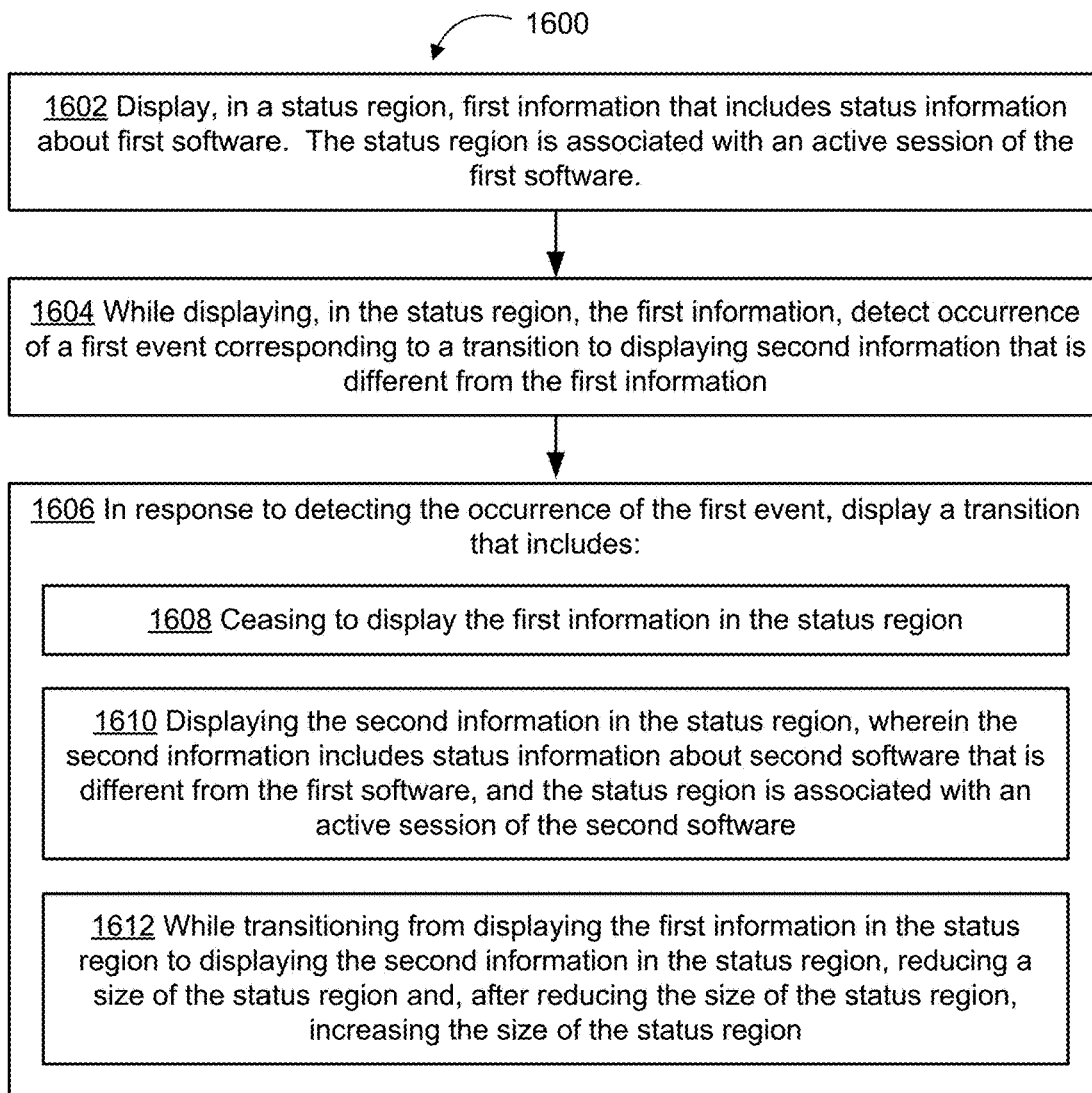 1600
1602 Display, in a status region, first information that includes status information
about first software.  The status region is associated with an active session of the
first software.
1604 While displaying, in the status region, the first information, detect occurrence
of a first event corresponding to a transition to displaying second information that is
different from the first information
1606 In response to detecting the occurrence of the first event, display a transition
that includes:
1608 Ceasing to display the first information in the status region
1610 Displaying the second information in the status region, wherein the
second information includes status information about second software that is
different from the first software, and the status region is associated with an
active session of the second software
1612 While transitioning from displaying the first information in the status
region to displaying the second information in the status region, reducing a
size of the status region and, after reducing the size of the status region,
increasing the size of the status region